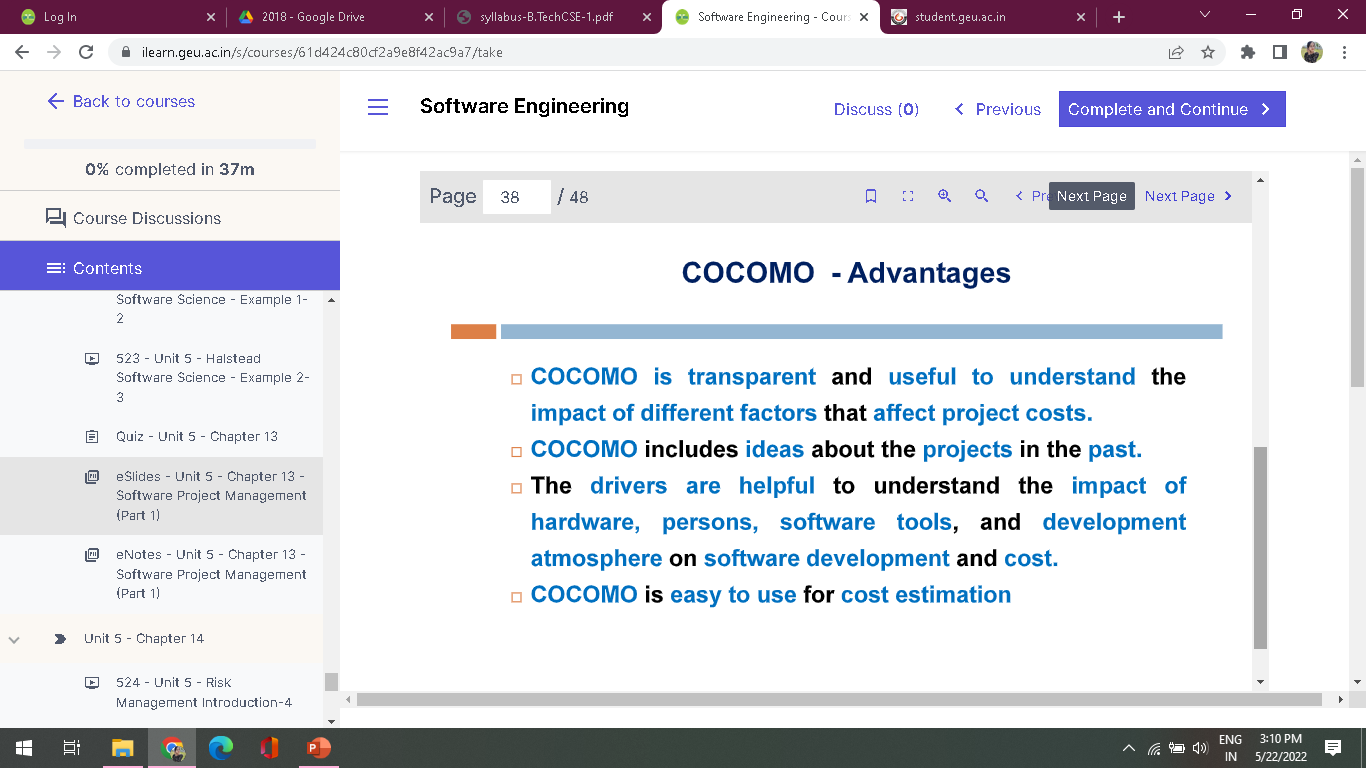 Log In
2018 - Google Drive
syllabus-B.TechCSE-1.pdf
Software Engineering - Cour
student.geu.ac.in
ilearn.geu.ac.in/s/courses/61d424c80cf2a9e8f42ac9a7/take
Back to courses
0% completed in 37m
Course Discussions
Contents
Software Science - Example 1-
2
523 - Unit 5 - Halstead
Software Science - Example 2-
3
Quiz - Unit 5 - Chapter 13
eSlides - Unit 5 - Chapter 13 -
Software Project Management
(Part 1)
eNotes - Unit 5 - Chapter 13 -
Software Project Management
(Part 1)
Unit 5 - Chapter 14
524 - Unit 5 - Risk
Management Introduction-4
Software Engineering
Discuss (0)
Previous
Complete and Continue
Page 38 / 48
Pre
Next Page
Next Page
COCOMO - Advantages
COCOMO is transparent and useful to understand the
impact of different factors that affect project costs.
COCOMO includes ideas about the projects in the past.
The drivers are helpful to understand the impact of
hardware, persons, software tools, and development
atmosphere on software development and cost.
COCOMO is easy to use for cost estimation
ENG
IN
3:10 PM
5/22/2022